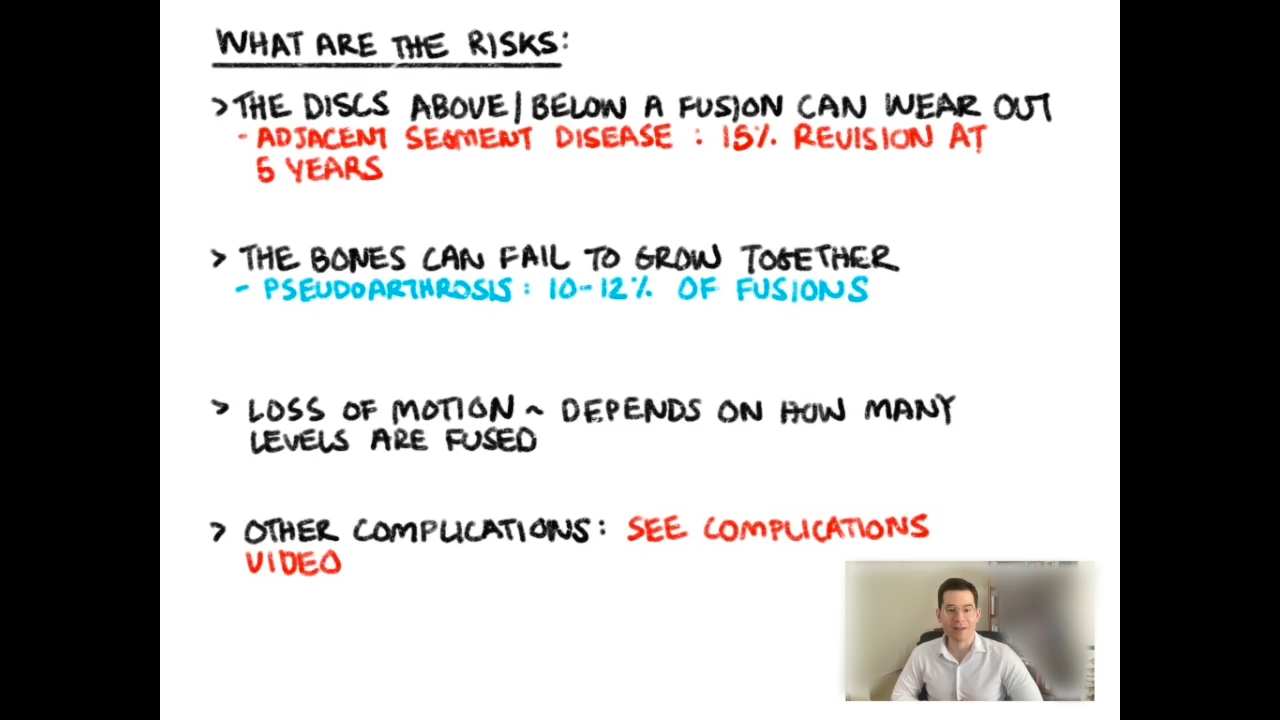 WHAT ARE THE RISKS:
> THE DISCS ABOVE/BELOW A FUSION CAN WEAR OUT
- ADJACENT SEGMENT DISEASE : 15% REVISION AT
5 YEARS
> THE BONES CAN FAIL TO GROW TOGETHER
- PSEUDOARTHROSIS: 10-12% OF FUSIONS
> LOSS OF MOTION ~ DEPENDS ON HOW MANY
LEVELS ARE FUSED
> OTHER COMPLICATIONS: SEE COMPLICATIONS
VIDEO